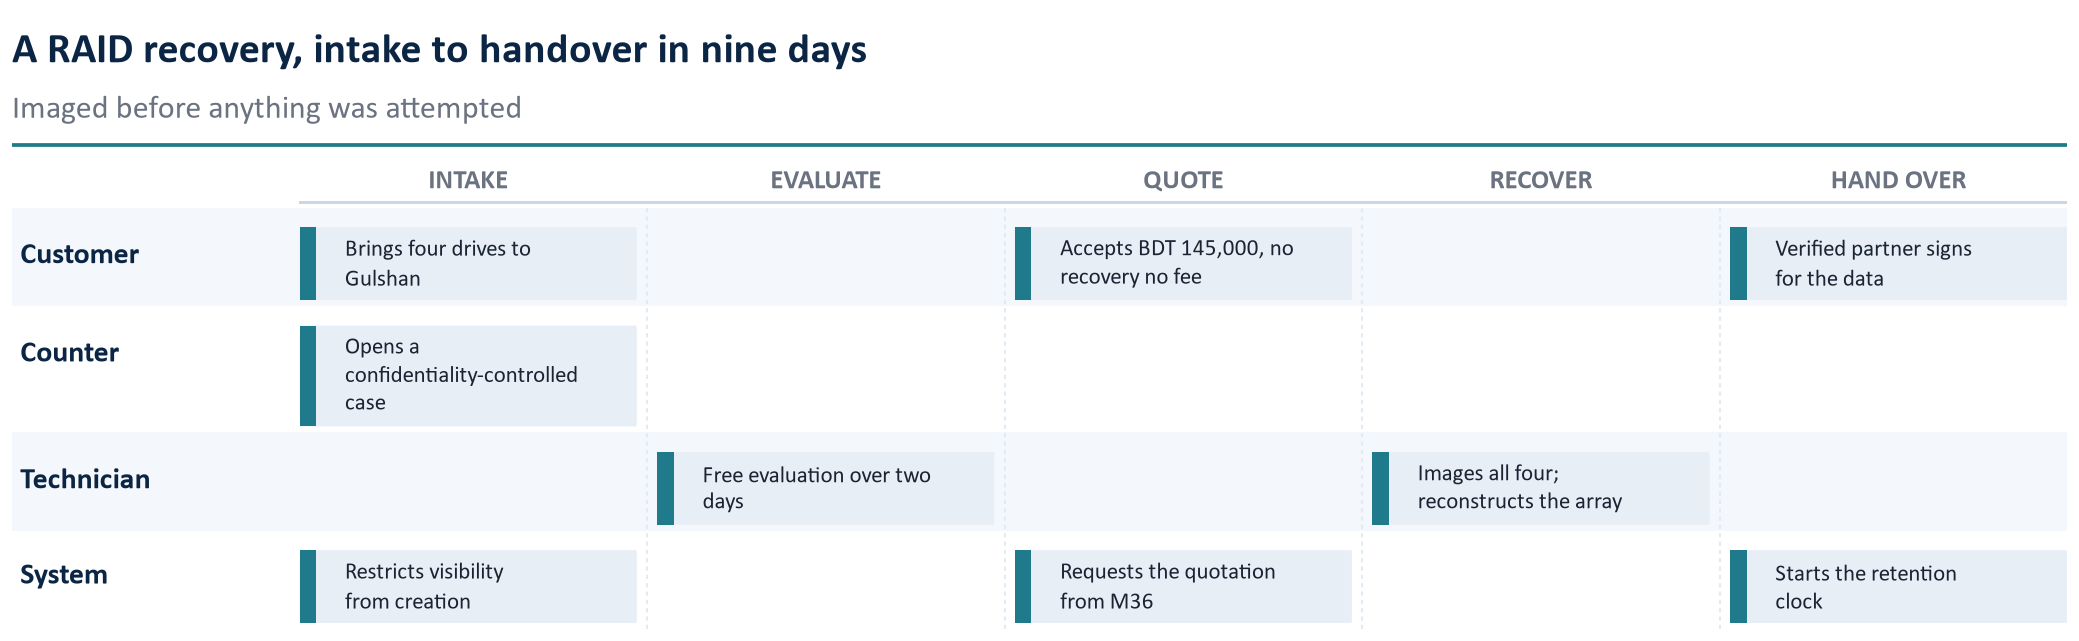 A RAID recovery, intake to handover in nine days
Imaged before anything was attempted
INTAKE EVALUATE QUOTE RECOVER HAND OVER
Customer
Brings four drives to
Gulshan
Accepts BDT 145,000, no
recovery no fee
Verified partner signs
for the data
Counter
Opens a
confidentiality-controlled
case
Technician
Free evaluation over two
days
Images all four;
reconstructs the array
System
Restricts visibility
from creation
Requests the quotation
from M36
Starts the retention
clock